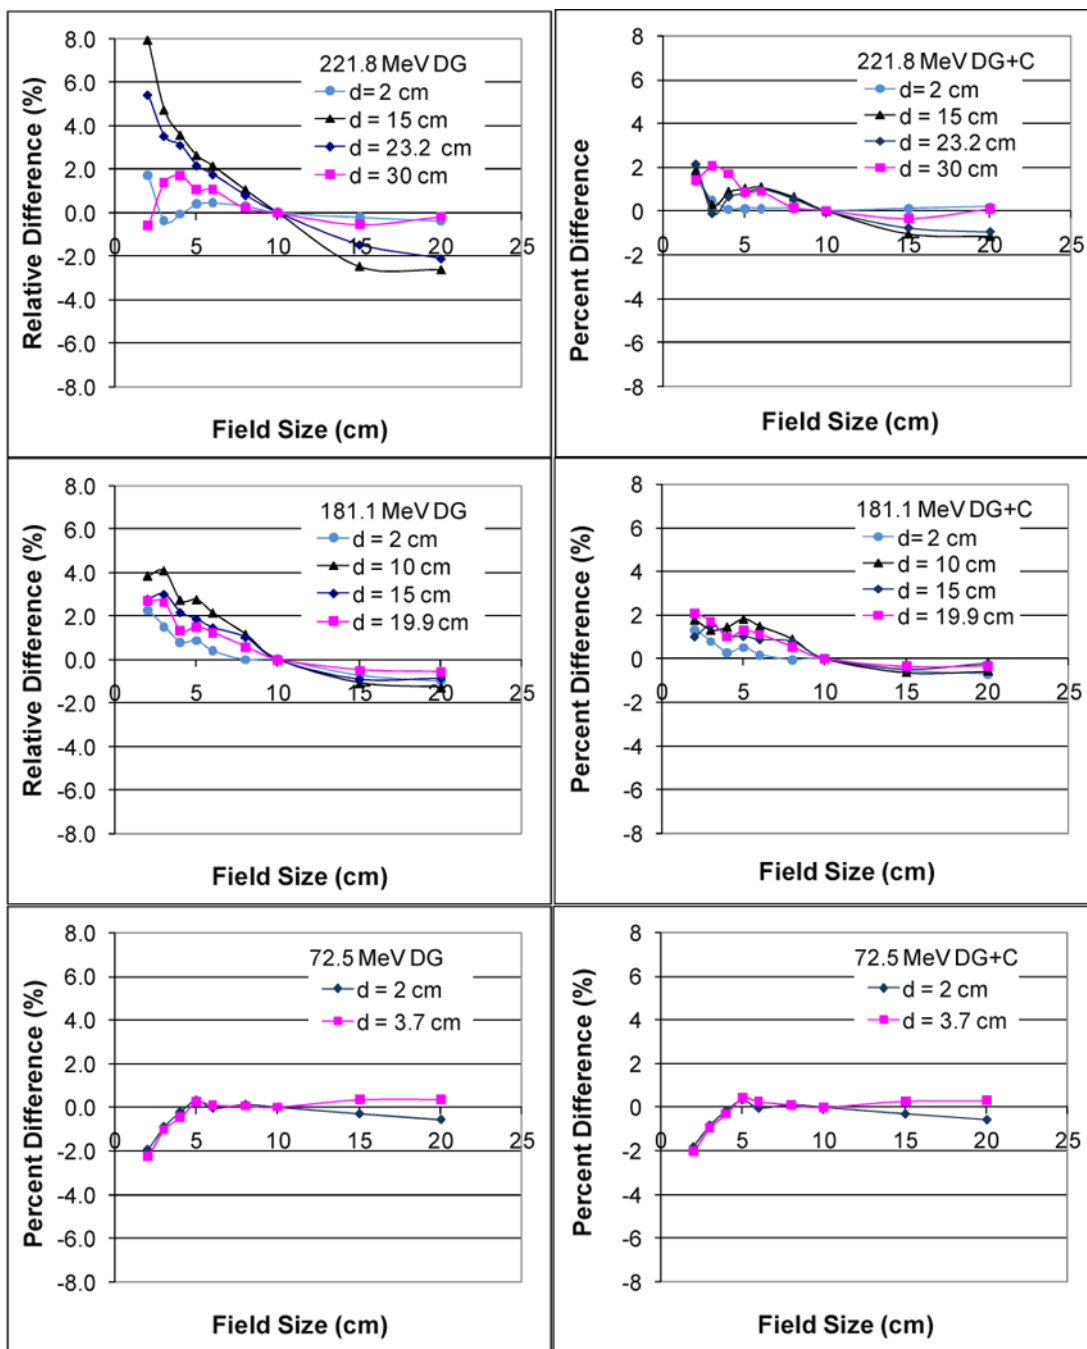 221.8 MeV DG
d= 2 cm
d = 15 cm
d = 23.2 cm
d = 30 cm
8.0
6.0
4.0
2.0
0.0
-2.0
-4.0
-6.0
-8.0
0
5
10
15
20
25
Relative Difference (%)
Field Size (cm)
221.8 MeV DG+C
d= 2 cm
d = 15 cm
d = 23.2 cm
d = 30 cm
8
6
4
2
0
-2
-4
-6
-8
0
5
10
15
20
25
Percent Difference
Field Size (cm)
181.1 MeV DG
d = 2 cm
d = 10 cm
d = 15 cm
d = 19.9 cm
8.0
6.0
4.0
2.0
0.0
-2.0
-4.0
-6.0
-8.0
0
5
10
15
20
25
Relative Difference (%)
Field Size (cm)
181.1 MeV DG+C
d= 2 cm
d = 10 cm
d = 15 cm
d = 19.9 cm
8
6
4
2
0
-2
-4
-6
-8
0
5
10
15
20
25
Percent Difference (%)
Field Size (cm)
72.5 MeV DG
d = 2 cm
d = 3.7 cm
8.0
6.0
4.0
2.0
0.0
-2.0
-4.0
-6.0
-8.0
0
5
10
15
20
25
Percent Difference (%)
Field Size (cm)
72.5 MeV DG+C
d = 2 cm
d = 3.7 cm
8
6
4
2
0
-2
-4
-6
-8
0
5
10
15
20
25
Percent Difference (%)
Field Size (cm)